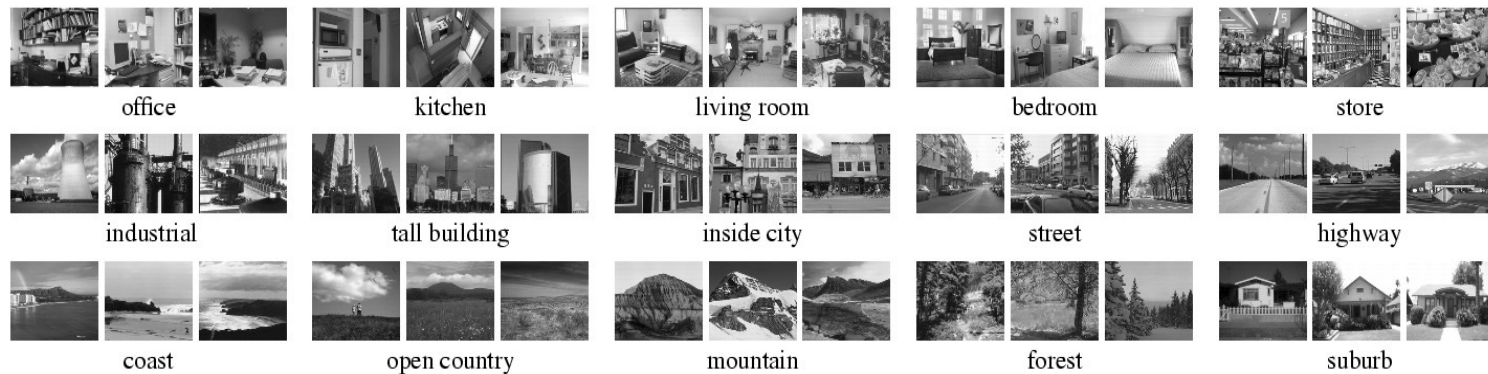 office
kitchen
living room
bedroom
store
industrial
tall building
inside city
street
highway
coast
open country
mountain
forest
suburb